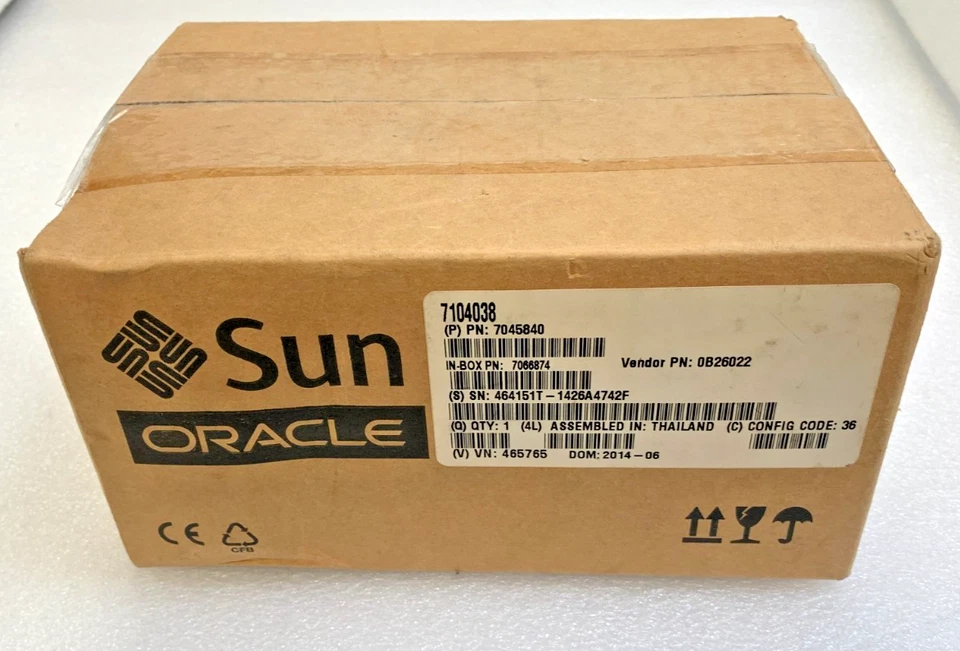 Sun
ORACLE
CFB
7104038
(P) PN: 7045840
IN-BOX PN: 7066874
Vendor PN: 0B26022
(S) SN: 464151T-1426A4742F
(Q) QTY: 1 (4L) ASSEMBLED IN: THAILAND (C) CONFIG CODE: 36
(V) VN: 465765 DOM: 2014-06